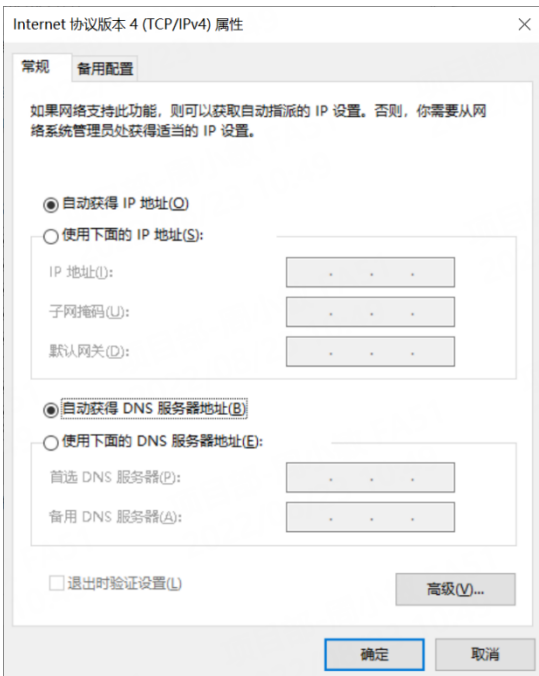 Internet 协议版本 4 (TCP/IPv4) 属性
常规 备用配置
如果网络支持此功能，则可以获取自动指派的 IP 设置。否则，你需要从网
络系统管理员处获得适当的 IP 设置。
自动获得 IP 地址(O)
使用下面的 IP 地址(S):
IP 地址(I):
子网掩码(U):
默认网关(D):
自动获得 DNS 服务器地址(B)
使用下面的 DNS 服务器地址(E):
首选 DNS 服务器(P):
备用 DNS 服务器(A):
退出时验证设置(L)
高级(V)...
确定 取消